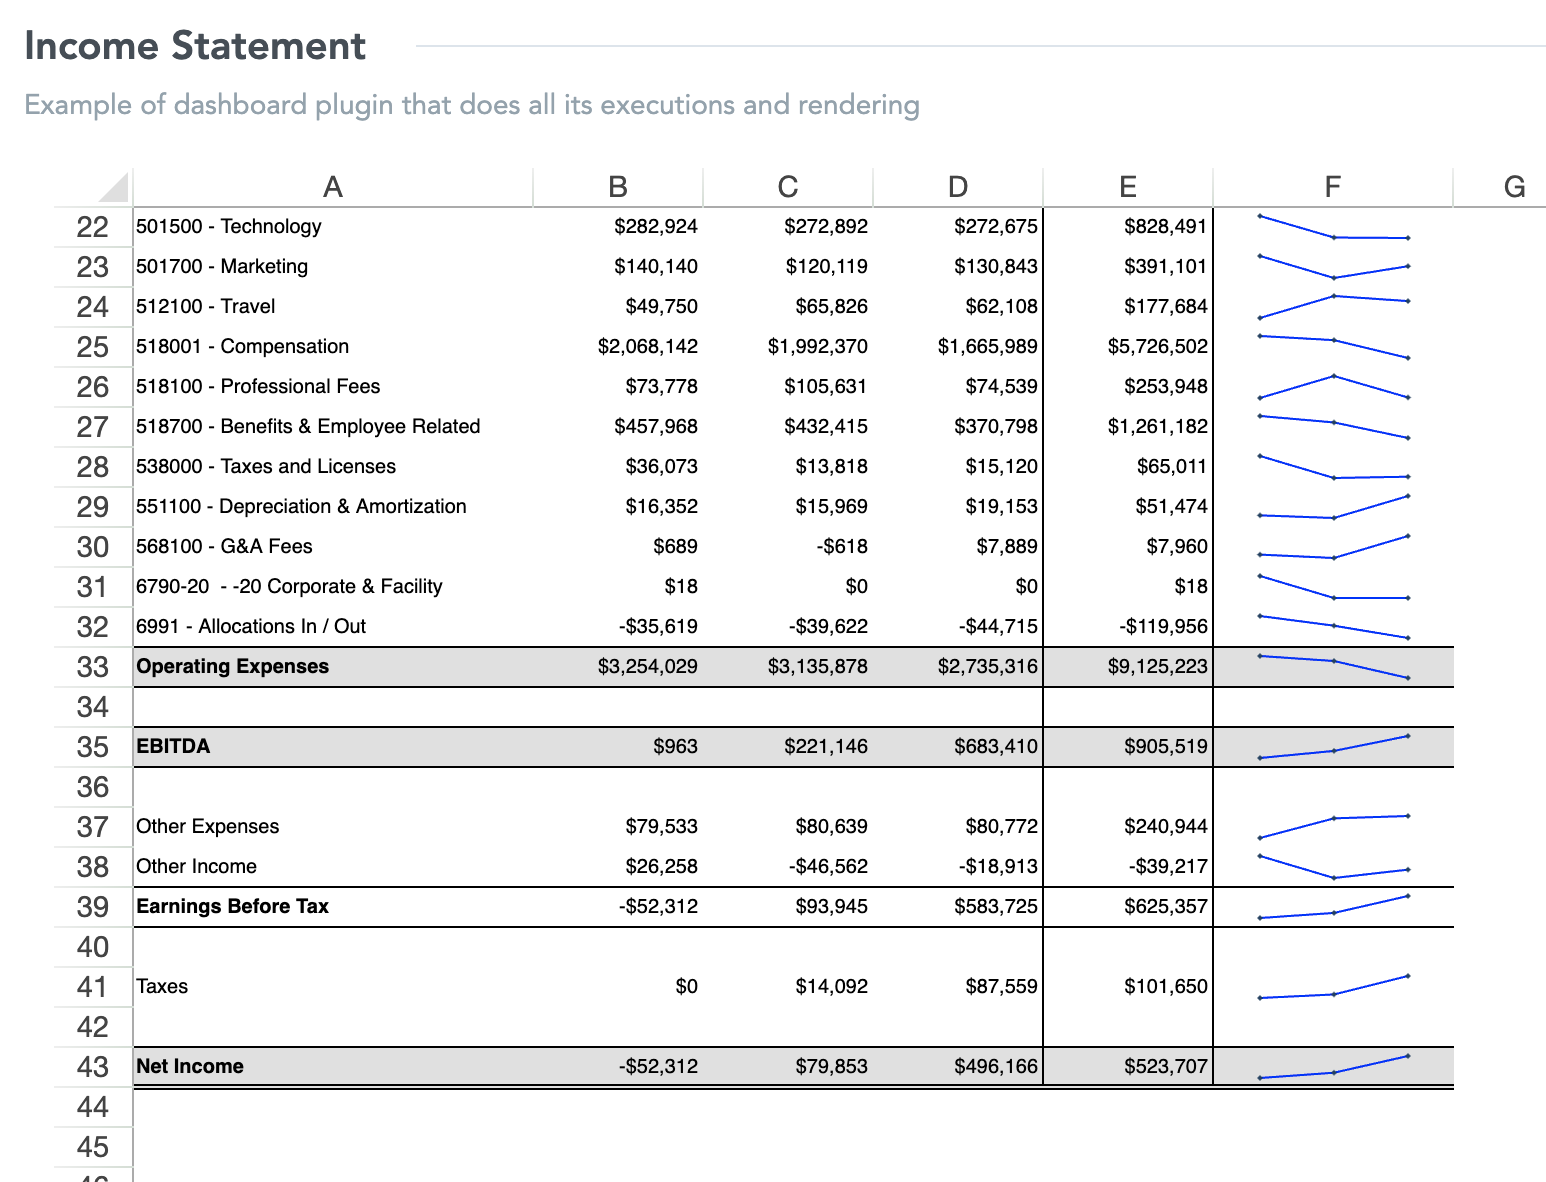 Income Statement
Example of dashboard plugin that does all its executions and rendering
A B C D E F G
22 501500 - Technology $282,924 $272,892 $272,675 $828,491
23 501700 - Marketing $140,140 $120,119 $130,843 $391,101
24 512100 - Travel $49,750 $65,826 $62,108 $177,684
25 518001 - Compensation $2,068,142 $1,992,370 $1,665,989 $5,726,502
26 518100 - Professional Fees $73,778 $105,631 $74,539 $253,948
27 518700 - Benefits & Employee Related $457,968 $432,415 $370,798 $1,261,182
28 538000 - Taxes and Licenses $36,073 $13,818 $15,120 $65,011
29 551100 - Depreciation & Amortization $16,352 $15,969 $19,153 $51,474
30 568100 - G&A Fees $689 -$618 $7,889 $7,960
31 6790-20  - -20 Corporate & Facility $18 $0 $0 $18
32 6991 - Allocations In / Out -$35,619 -$39,622 -$44,715 -$119,956
33 Operating Expenses $3,254,029 $3,135,878 $2,735,316 $9,125,223
34
35 EBITDA $963 $221,146 $683,410 $905,519
36
37 Other Expenses $79,533 $80,639 $80,772 $240,944
38 Other Income $26,258 -$46,562 -$18,913 -$39,217
39 Earnings Before Tax -$52,312 $93,945 $583,725 $625,357
40
41 Taxes $0 $14,092 $87,559 $101,650
42
43 Net Income -$52,312 $79,853 $496,166 $523,707
44
45